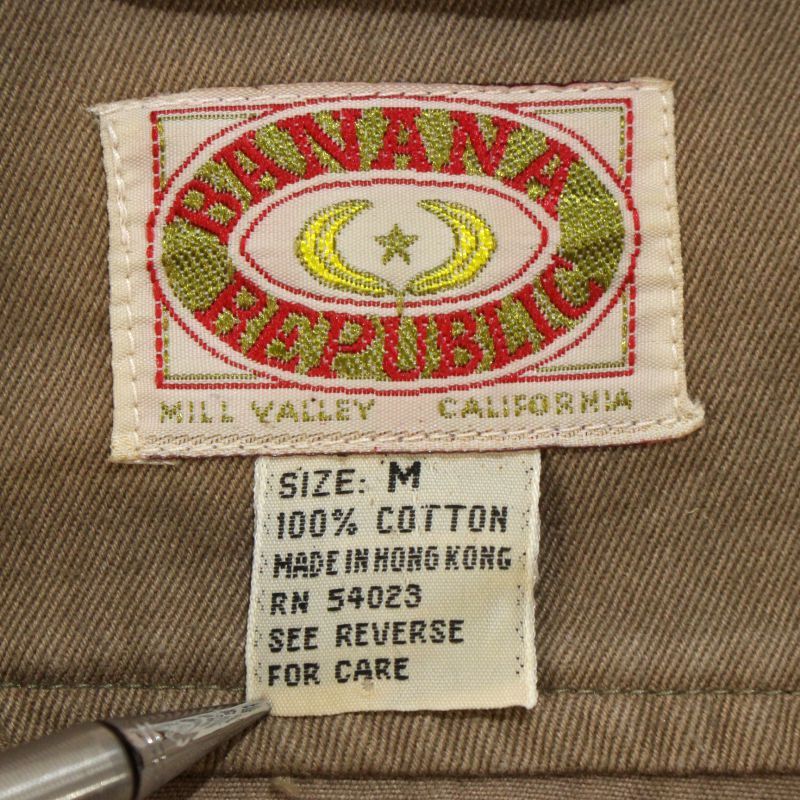 BANANA
REPUBLIC
MILL VALLEY CALIFORNIA
SIZE: M
100% COTTON
MADE IN HONG KONG
RN 54023
SEE REVERSE
FOR CARE